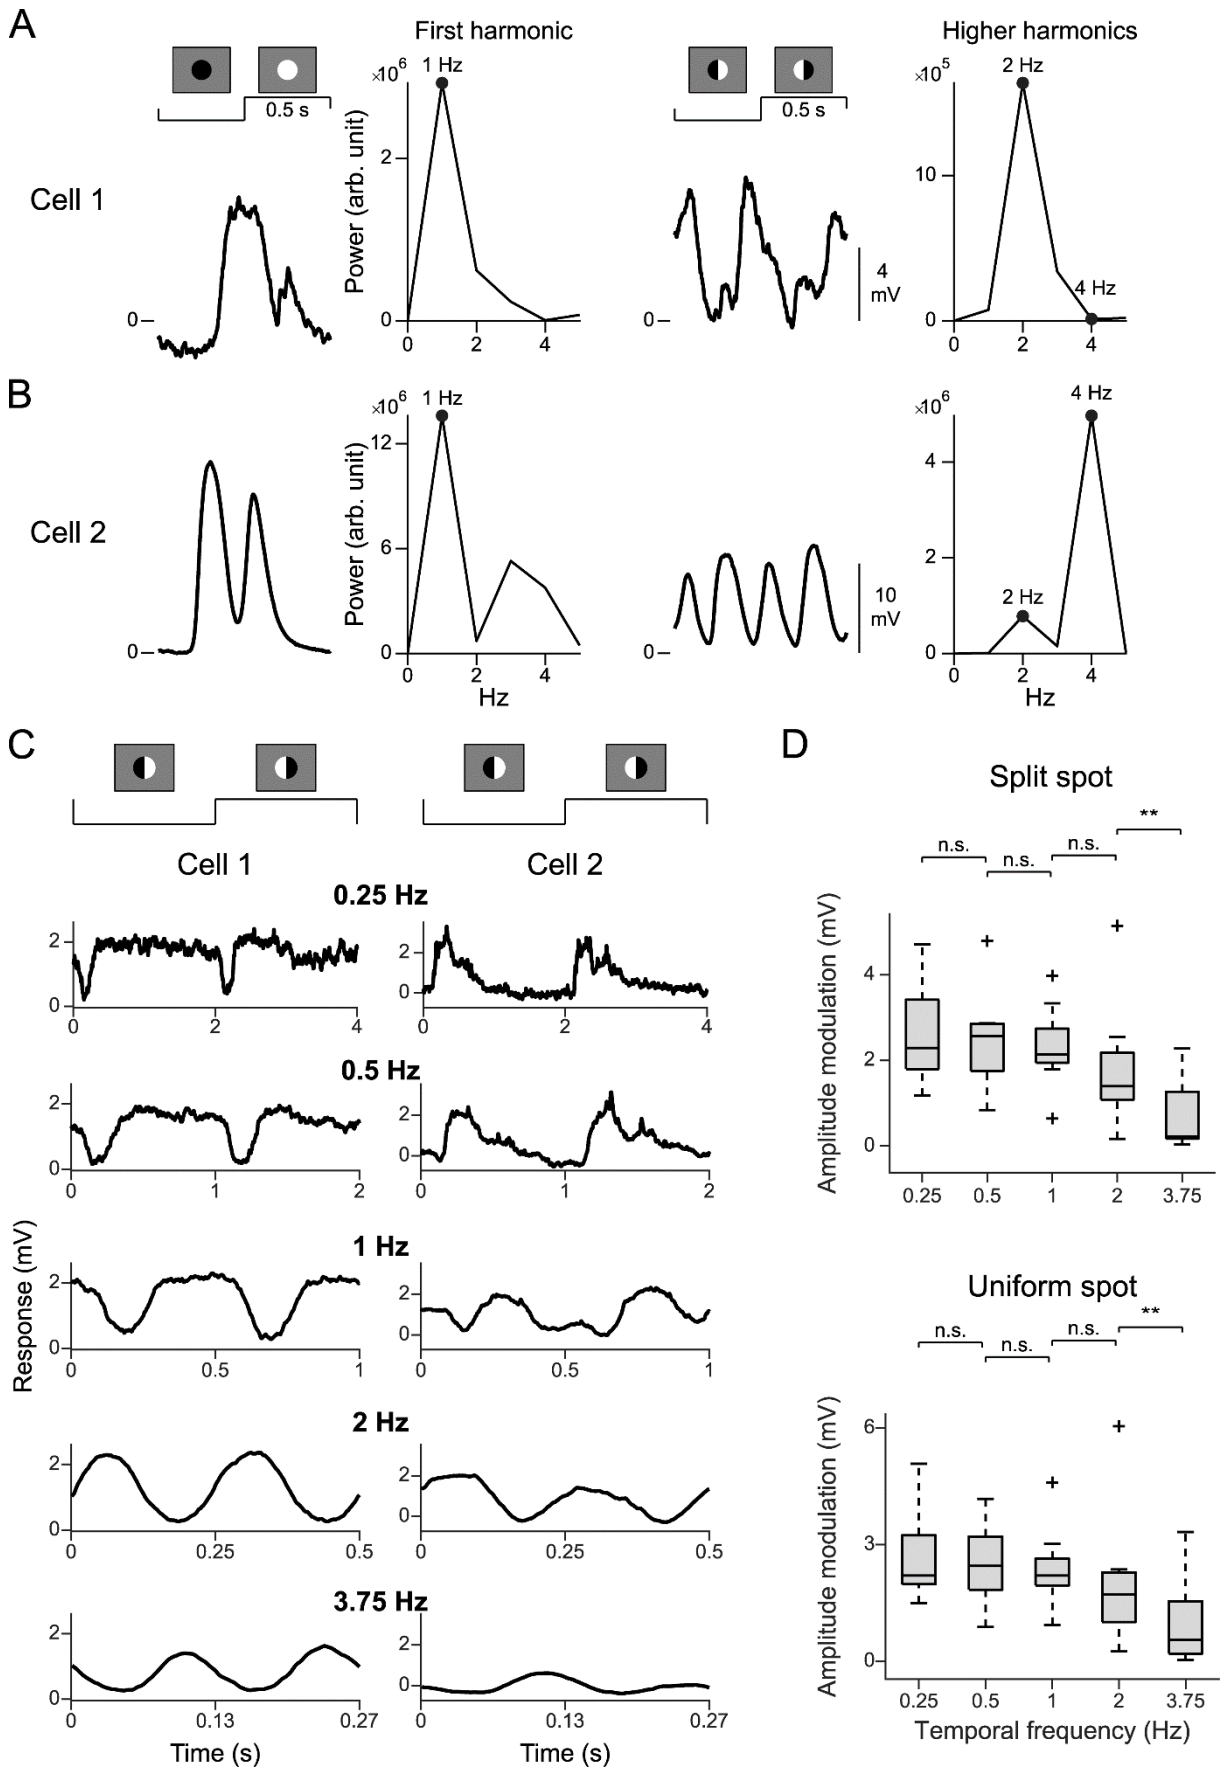 A
First harmonic
Higher harmonics
0.5 s
×10⁶
1 Hz
0.5 s
×10⁵
2 Hz
Cell 1
Power (arb. unit)
2
0
0
0
2
4
0
4
mV
10
0
4 Hz
0
2
4
B
Cell 2
×10⁶
1 Hz
Power (arb. unit)
12
6
0
0
0
2
4
Hz
0
10
mV
×10⁶
4 Hz
4
2
2 Hz
0
0
2
4
Hz
C
Cell 1
Cell 2
0.25 Hz
2
0
0
2
4
2
0
0
2
4
0.5 Hz
2
0
0
1
2
2
0
0
1
2
1 Hz
2
0
0
0.5
1
2
0
0
0.5
1
2 Hz
2
0
0
0.25
0.5
2
0
0
0.25
0.5
3.75 Hz
2
0
0
0.13
0.27
2
0
0
0.13
0.27
Response (mV)
Time (s)
Time (s)
D
Split spot
n.s.
n.s.
n.s.
**
Amplitude modulation (mV)
4
2
0
0.25
0.5
1
2
3.75
Uniform spot
n.s.
n.s.
n.s.
**
Amplitude modulation (mV)
6
3
0
0.25
0.5
1
2
3.75
Temporal frequency (Hz)